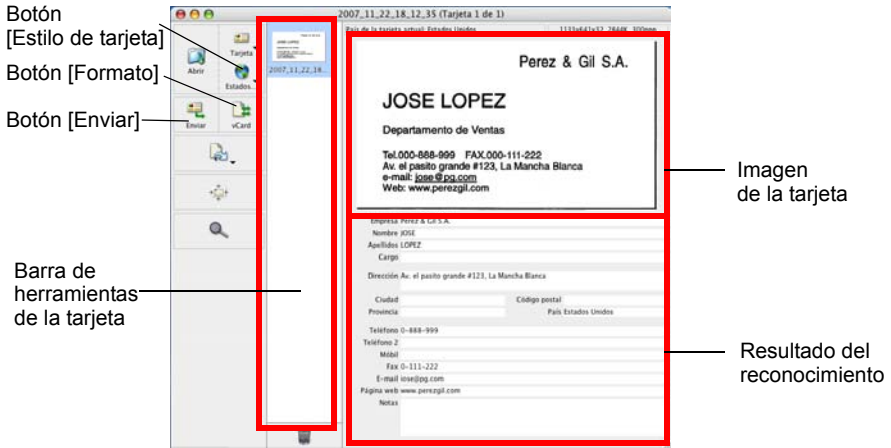 Botón
[Estilo de tarjeta]
Botón [Formato]
Botón [Enviar]
Barra de
herramientas
de la tarjeta
2007_11_22_18_12_35 (Tarjeta 1 de 1)
Abrir
Tarjeta
Estados...
Enviar
vCard
2007_11_22_18...
País de la tarjeta actual: Estados Unidos
1133x641x32, 2844K, 300mm
Perez & Gil S.A.
JOSE LOPEZ
Departamento de Ventas
Tel.000-888-999 FAX.000-111-222
Av. el pasito grande #123, La Mancha Blanca
e-mail: jose@pg.com
Web: www.perezgil.com
Empresa Perez & Gil S.A.
Nombre JOSE
Apellidos LOPEZ
Cargo
Dirección Av. el pasito grande #123, La Mancha Blanca
Ciudad
Código postal
Provincia
País Estados Unidos
Teléfono 0-888-999
Teléfono 2
Móbil
Fax 0-111-222
E-mail jose@pg.com
Página web www.perezgil.com
Notas
Imagen
de la tarjeta
Resultado del
reconocimiento